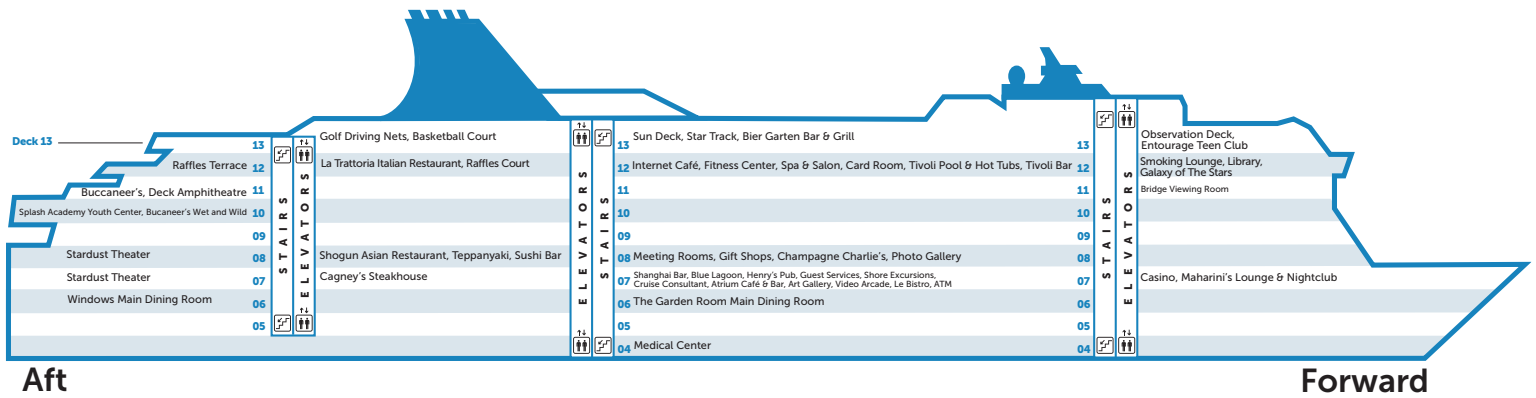 Deck 13
13
Golf Driving Nets, Basketball Court
13
Sun Deck, Star Track, Bier Garten Bar & Grill
13
Observation Deck,
Entourage Teen Club
Raffles Terrace
12
La Trattoria Italian Restaurant, Raffles Court
12
Internet Café, Fitness Center, Spa & Salon, Card Room, Tivoli Pool & Hot Tubs, Tivoli Bar
12
Smoking Lounge, Library,
Galaxy of The Stars
Buccaneer's, Deck Amphitheatre
11
11
11
Bridge Viewing Room
Splash Academy Youth Center, Bucaneer's Wet and Wild
10
10
10
09
09
09
Stardust Theater
08
Shogun Asian Restaurant, Teppanyaki, Sushi Bar
08
Meeting Rooms, Gift Shops, Champagne Charlie's, Photo Gallery
08
Stardust Theater
07
Cagney's Steakhouse
07
Shanghai Bar, Blue Lagoon, Henry's Pub, Guest Services, Shore Excursions,
Cruise Consultant, Atrium Café & Bar, Art Gallery, Video Arcade, Le Bistro, ATM
07
Casino, Maharini's Lounge & Nightclub
Windows Main Dining Room
06
06
The Garden Room Main Dining Room
06
05
05
05
04
Medical Center
04
STAIRS
ELEVATORS
ELEVATORS
STAIRS
STAIRS
ELEVATORS
Aft
Forward